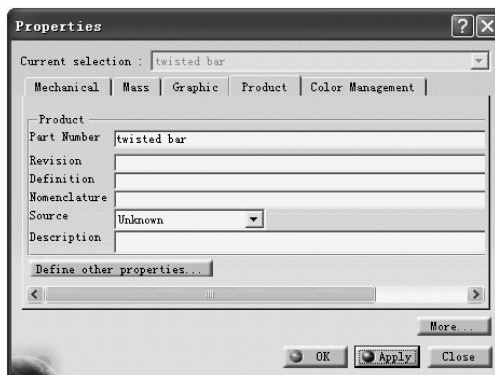 Properties
Current selection : twisted bar
Mechanical Mass Graphic Product Color Management
Product
Part Number twisted bar
Revision
Definition
Nomenclature
Source Unknown
Description
Define other properties...
More...
OK Apply Close